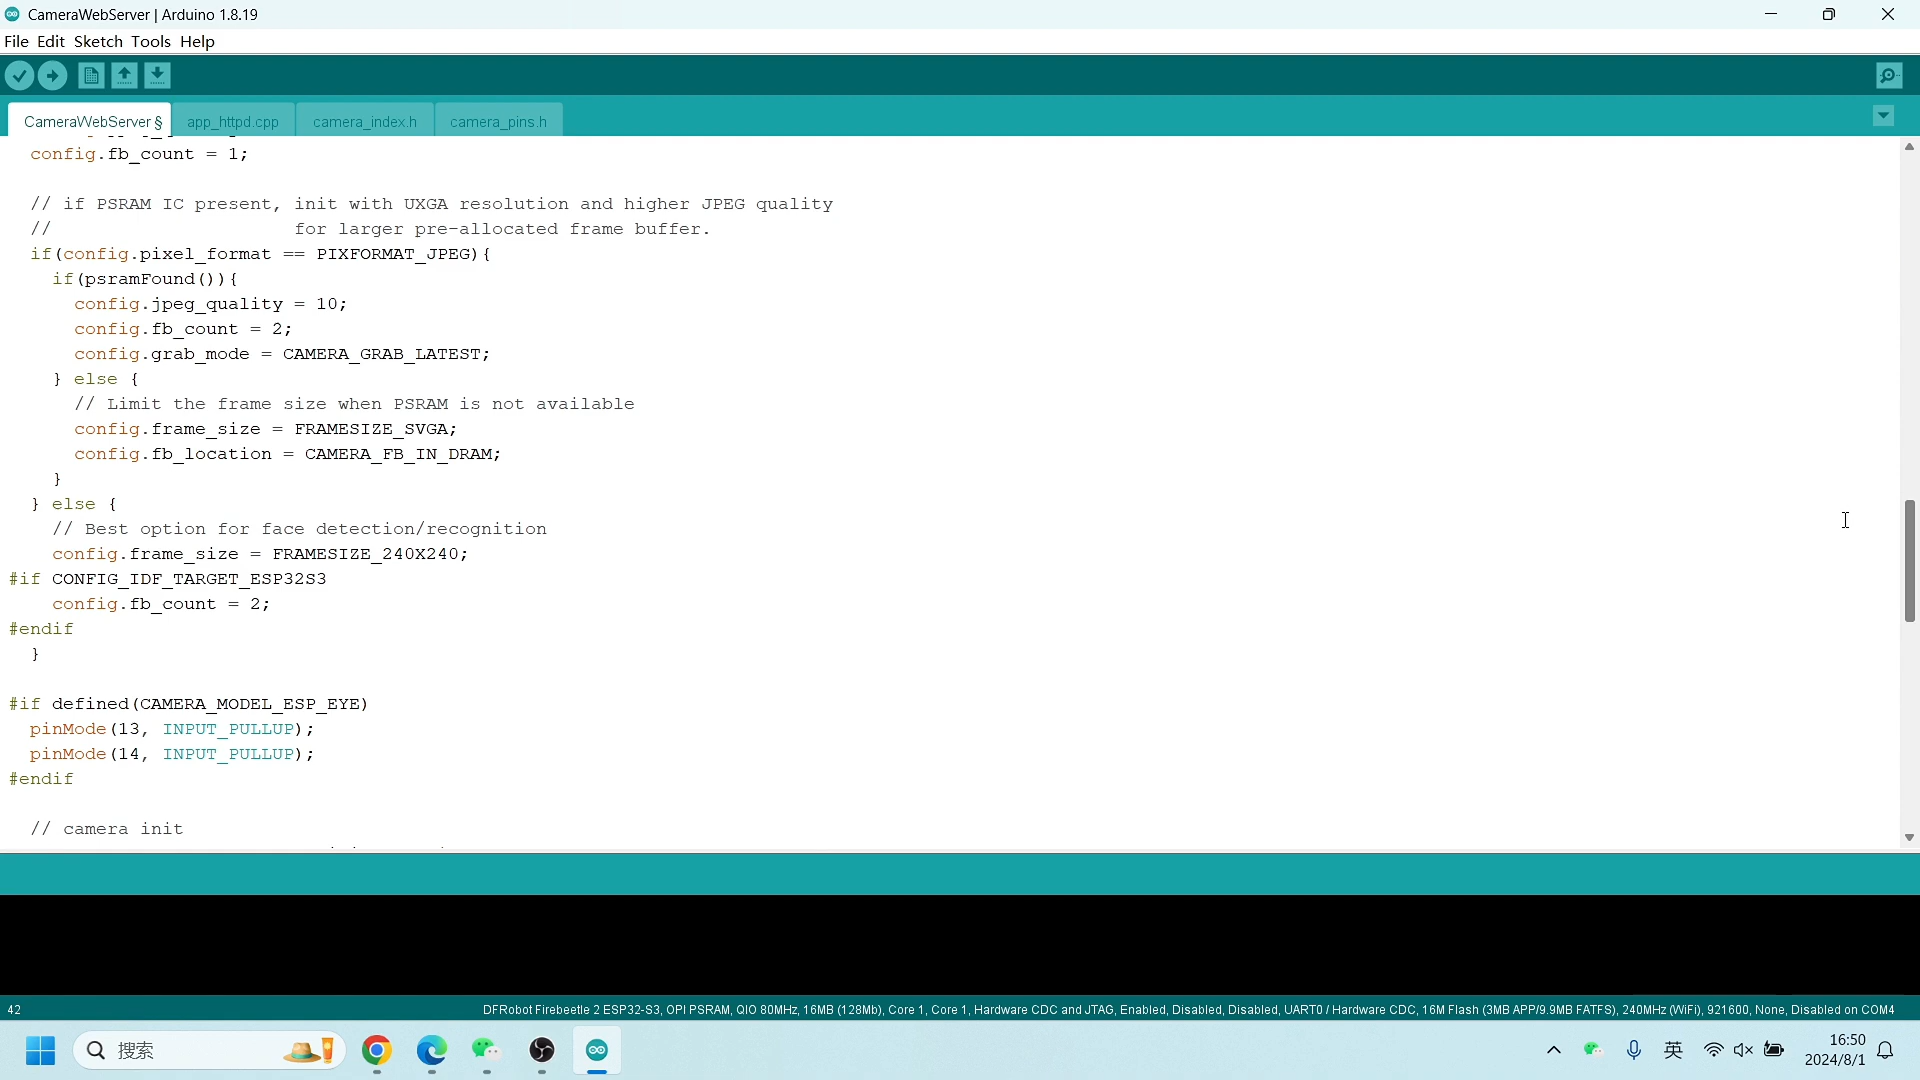 CameraWebServer | Arduino 1.8.19
File Edit Sketch Tools Help
CameraWebServer § app_httpd.cpp camera_index.h camera_pins.h
config.fb_count = 1;
// if PSRAM IC present, init with UXGA resolution and higher JPEG quality
// for larger pre-allocated frame buffer.
if(config.pixel_format == PIXFORMAT_JPEG){
if(psramFound()){
config.jpeg_quality = 10;
config.fb_count = 2;
config.grab_mode = CAMERA_GRAB_LATEST;
} else {
// Limit the frame size when PSRAM is not available
config.frame_size = FRAMESIZE_SVGA;
config.fb_location = CAMERA_FB_IN_DRAM;
}
} else {
// Best option for face detection/recognition
config.frame_size = FRAMESIZE_240X240;
#if CONFIG_IDF_TARGET_ESP32S3
config.fb_count = 2;
#endif
}
#if defined(CAMERA_MODEL_ESP_EYE)
pinMode(13, INPUT_PULLUP);
pinMode(14, INPUT_PULLUP);
#endif
// camera init
42 DFRobot Firebeetle 2 ESP32-S3, OPI PSRAM, QIO 80MHz, 16MB (128Mb), Core 1, Core 1, Hardware CDC and JTAG, Enabled, Disabled, Disabled, UART0 / Hardware CDC, 16M Flash (3MB APP/9.9MB FATFS), 240MHz (WiFi), 921600, None, Disabled on COM4
搜索 英 16:50
2024/8/1